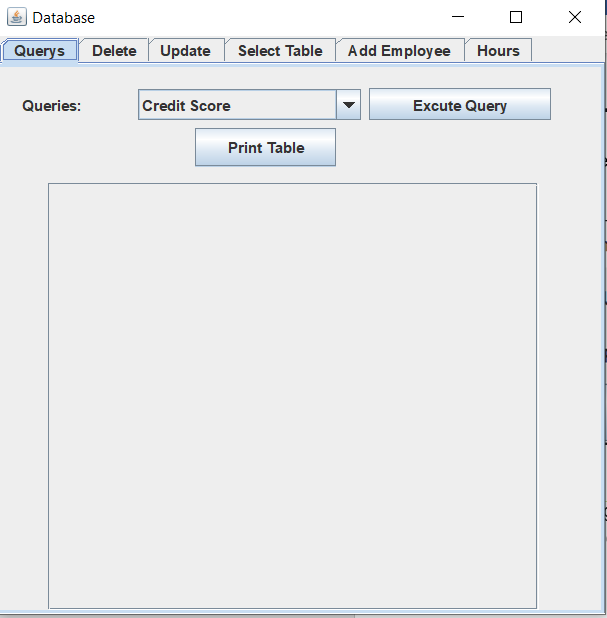 Database
Querys Delete Update Select Table Add Employee Hours
Queries: Credit Score Excute Query
Print Table